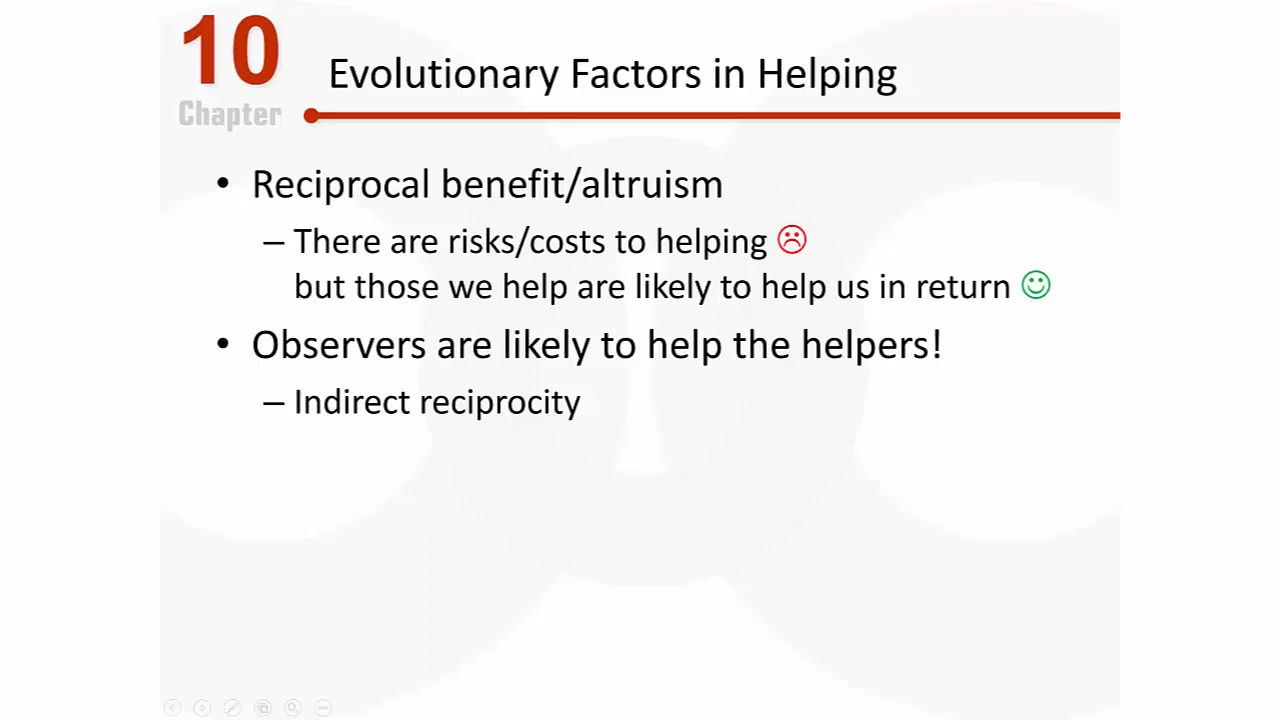 10
Chapter
Evolutionary Factors in Helping
• Reciprocal benefit/altruism
– There are risks/costs to helping ☹
but those we help are likely to help us in return ☺
• Observers are likely to help the helpers!
– Indirect reciprocity